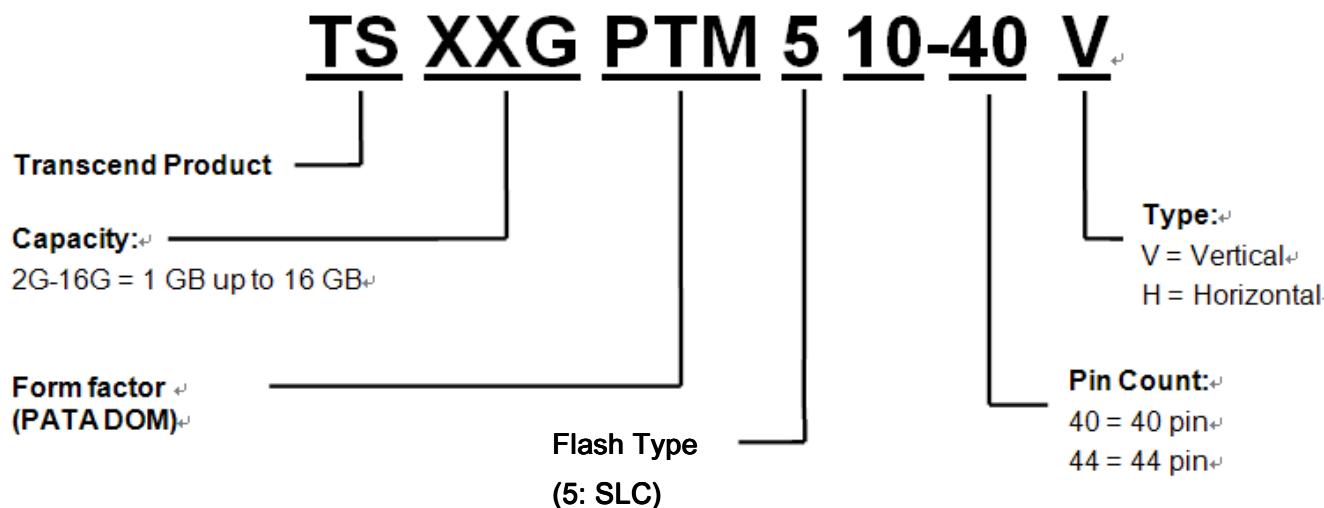 TS XXG PTM 5 10-40 V
Transcend Product
Capacity:
2G-16G = 1 GB up to 16 GB
Form factor
(PATA DOM)
Flash Type
(5: SLC)
Type:
V = Vertical
H = Horizontal
Pin Count:
40 = 40 pin
44 = 44 pin